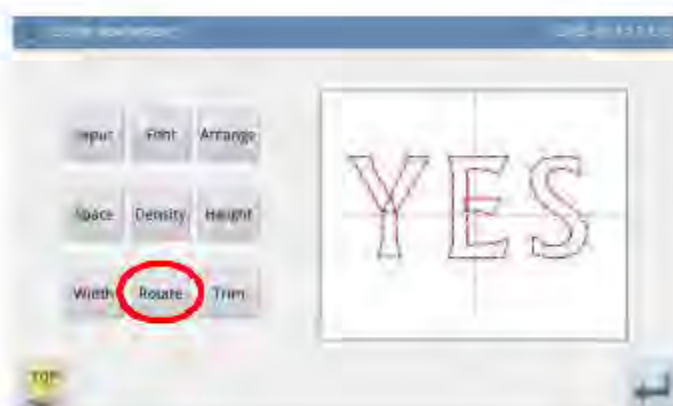 Input Font Arrange
YES
Space Density Height
Width Rotate Trim
TOP